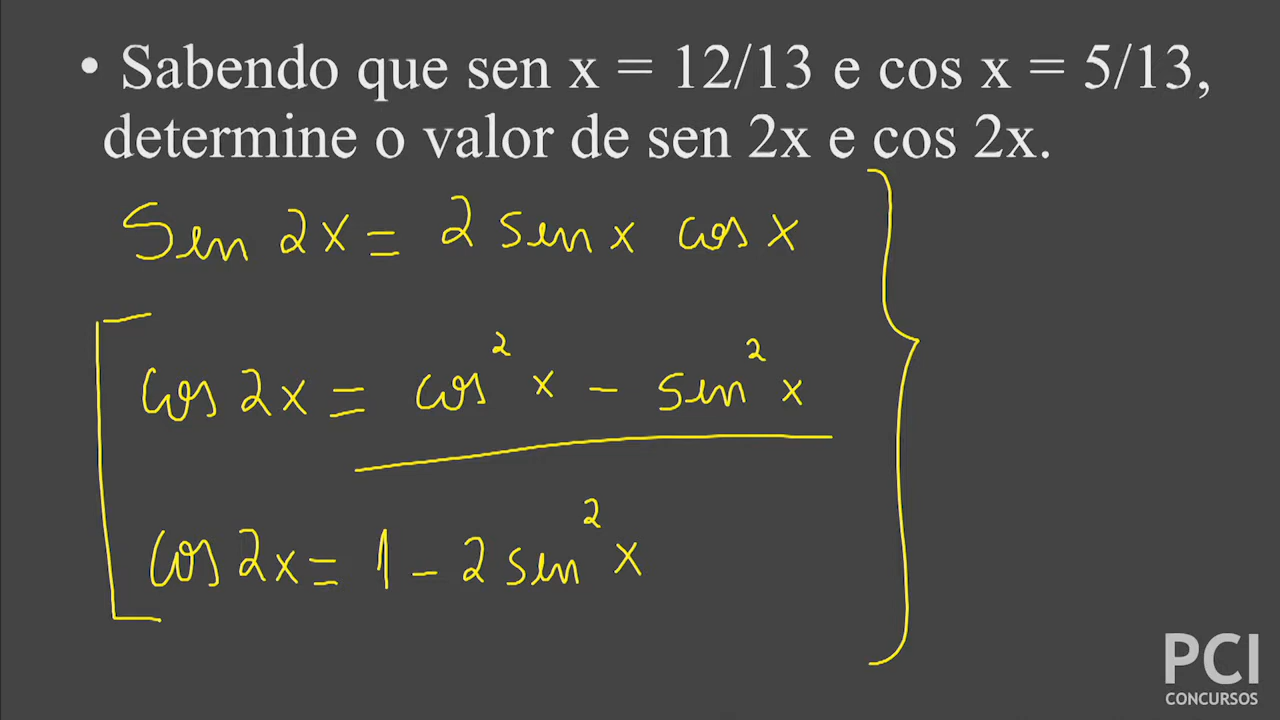 • Sabendo que sen x = 12/13 e cos x = 5/13,
determine o valor de sen 2x e cos 2x.
Sen 2x = 2 sen x cos x
cos 2x = cos² x - sen² x
cos 2x = 1 - 2 sen² x
PCI
CONCURSOS